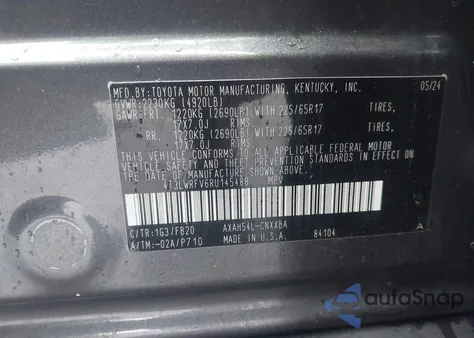 MFD.BY:TOYOTA MOTOR MANUFACTURING, KENTUCKY, INC. 05/24
GVWR:2230KG (4920LB)
GAWR:FRT. 1220KG (2690LB) WITH 225/65R17 TIRES,
17X7.0J RIMS.
RR. 1220KG (2690LB) WITH 225/65R17 TIRES,
17X7.0J RIMS.
THIS VEHICLE CONFORMS TO ALL APPLICABLE FEDERAL MOTOR
VEHICLE SAFETY AND THEFT PREVENTION STANDARDS IN EFFECT ON
THE DATE OF MANUFACTURE SHOWN ABOVE.
4T3LWRFV6RU145488 MPV
C/TR:1G3/FB20 AXAH54L-CNXXBA A
A/TM:-02A/P710 MADE IN U.S.A. 84104
autoSnap